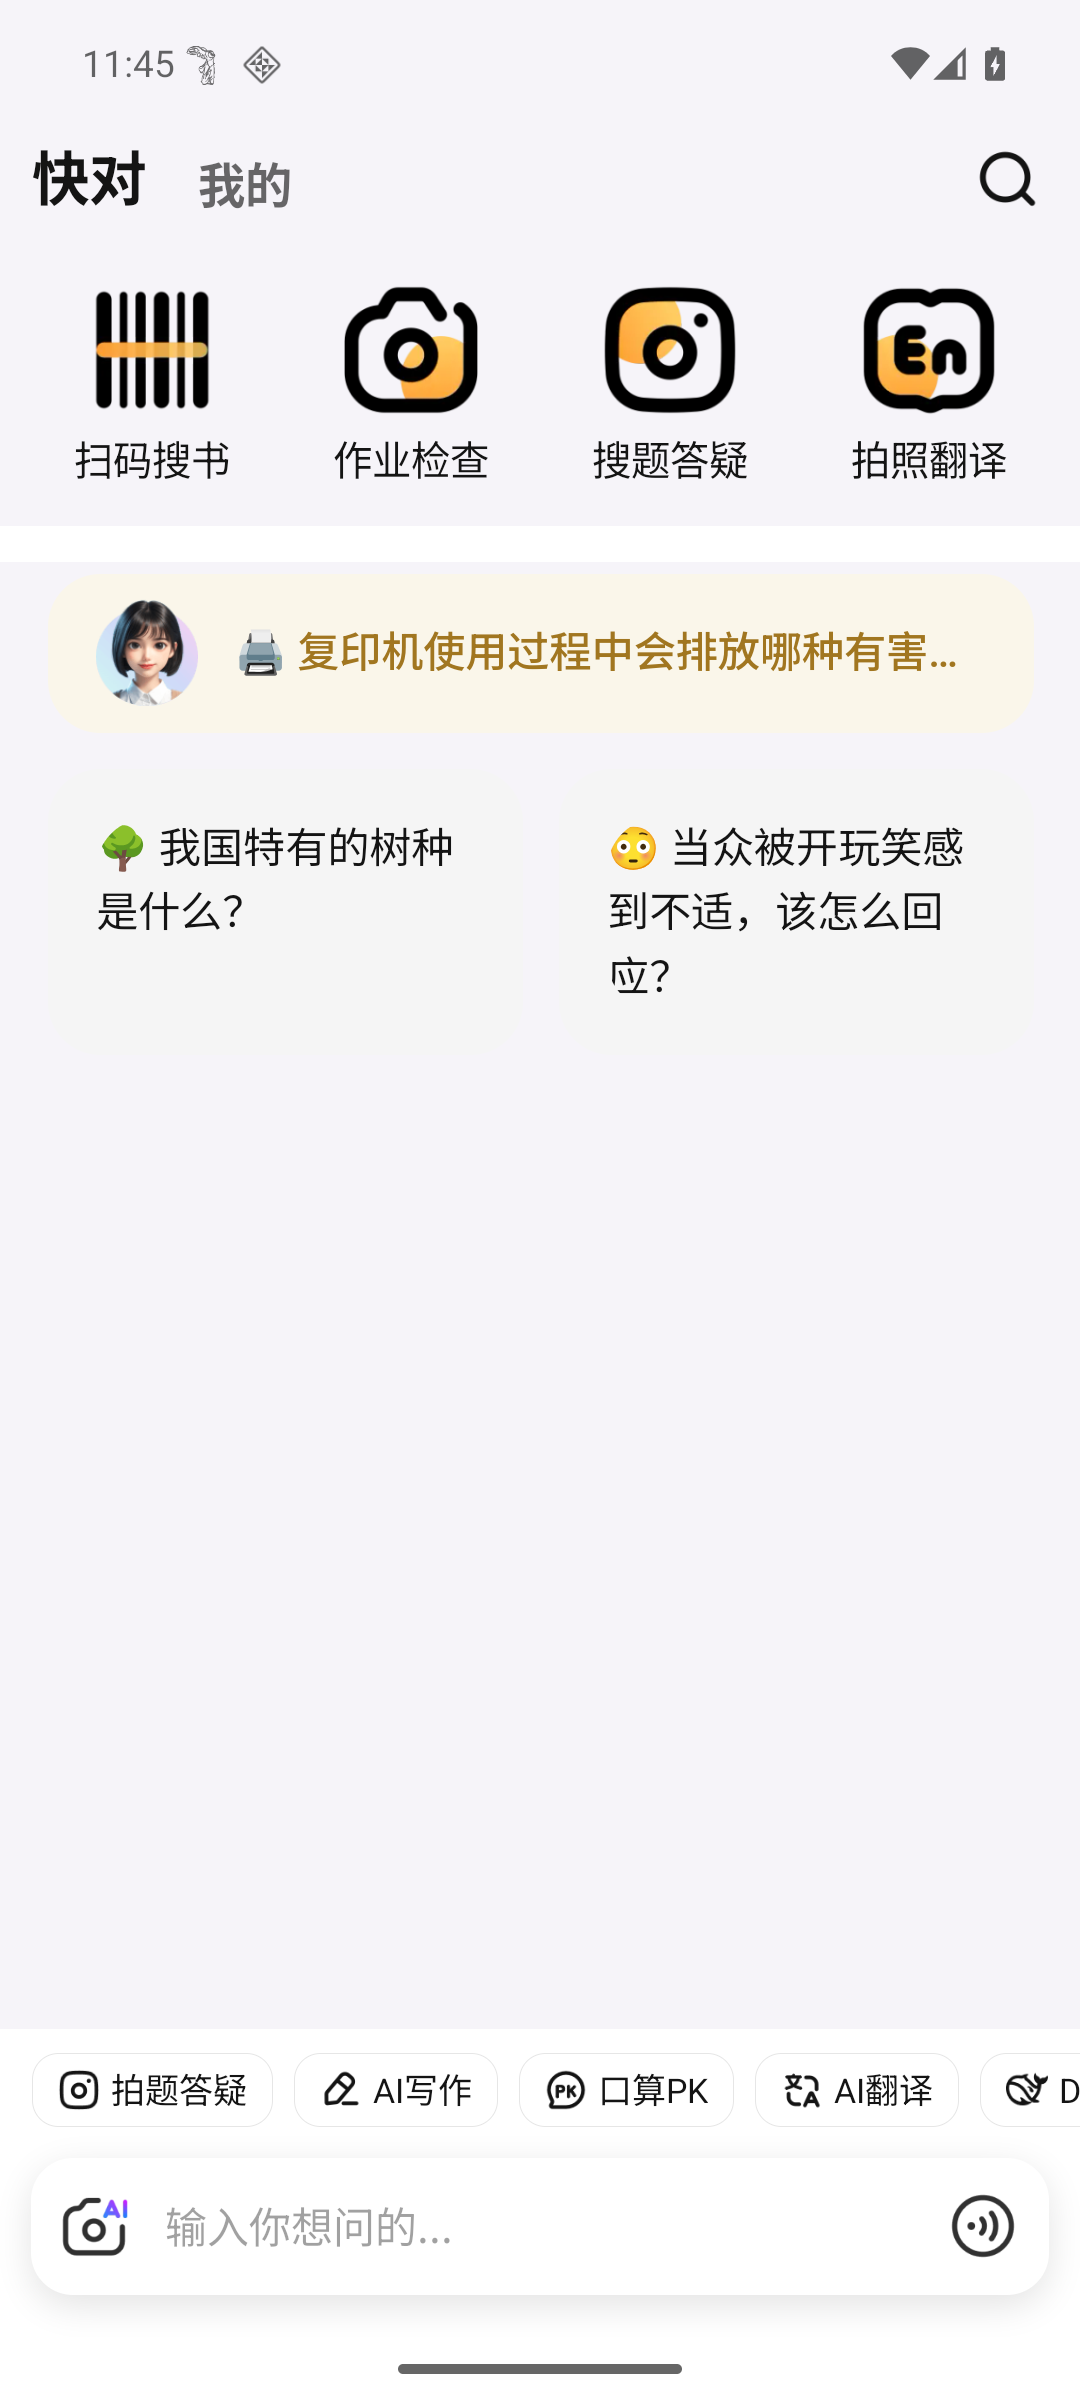 11:45
快对 我的
扫码搜书 作业检查 搜题答疑 拍照翻译
En
复印机使用过程中会排放哪种有害...
我国特有的树种
是什么？
当众被开玩笑感
到不适，该怎么回
应？
拍题答疑 AI写作 PK 口算PK AI翻译 D
AI 输入你想问的...